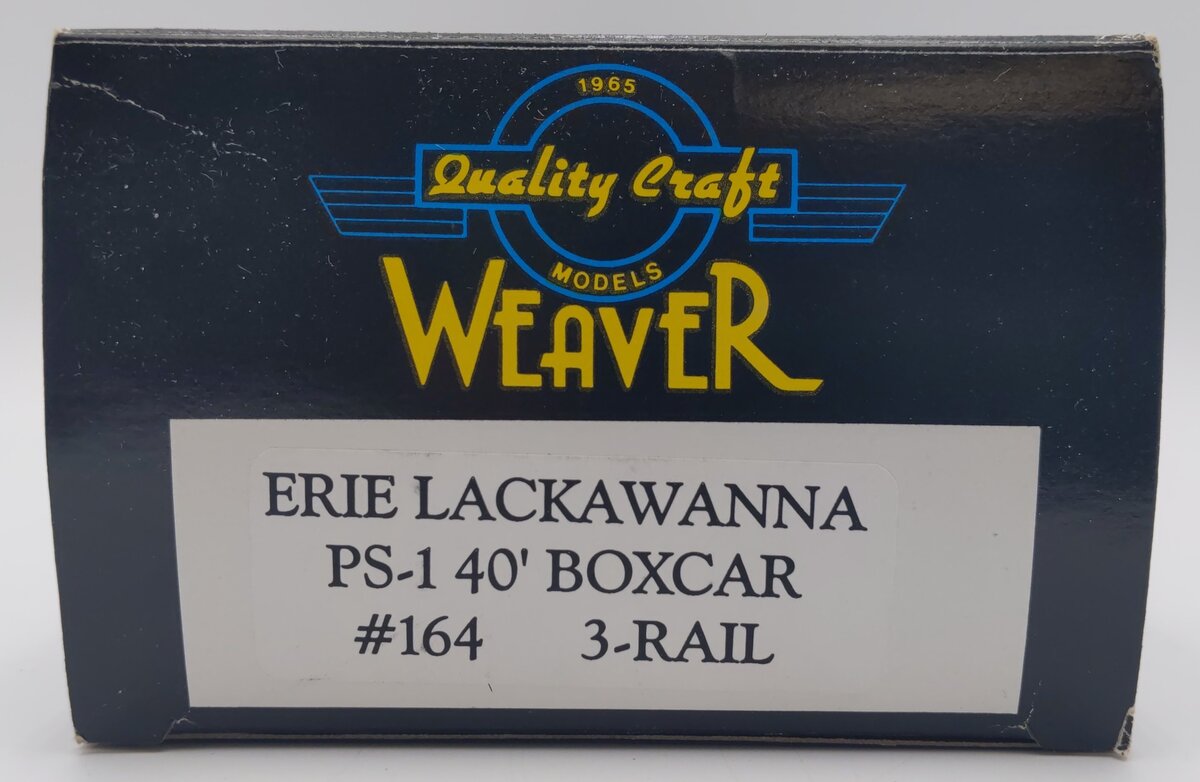 1965
Quality Craft
MODELS
WEAVER
ERIE LACKAWANNA
PS-1 40' BOXCAR
#164 3-RAIL